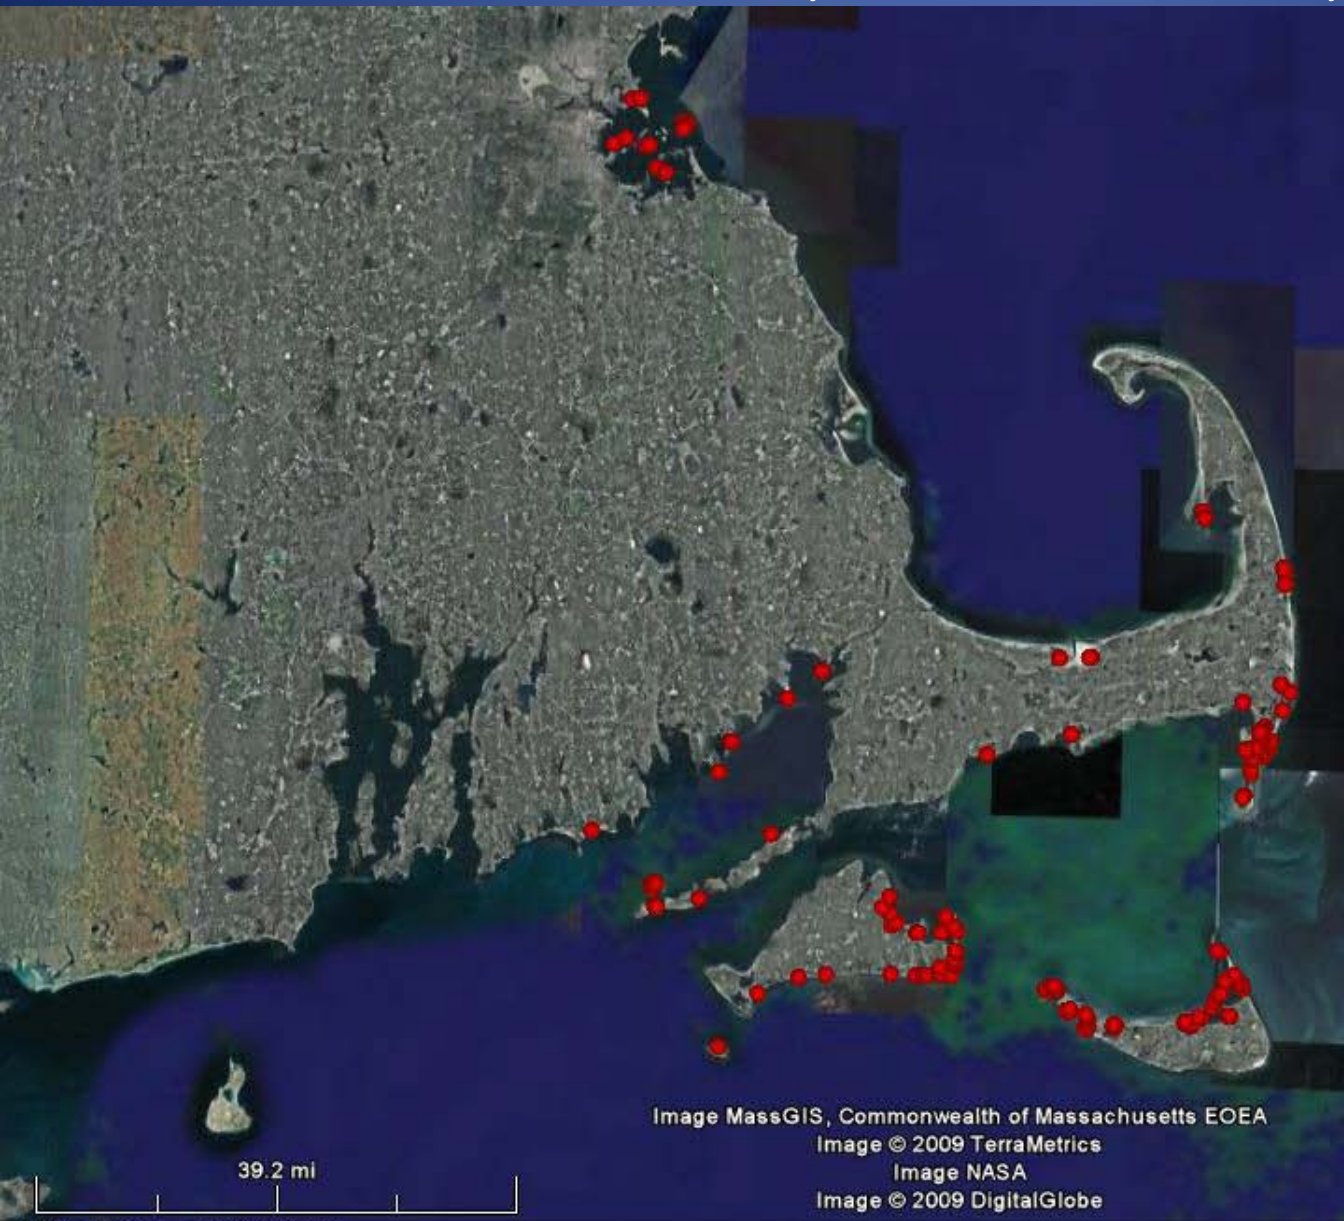 39.2 mi
Image MassGIS, Commonwealth of Massachusetts EOEA
Image © 2009 TerraMetrics
Image NASA
Image © 2009 DigitalGlobe